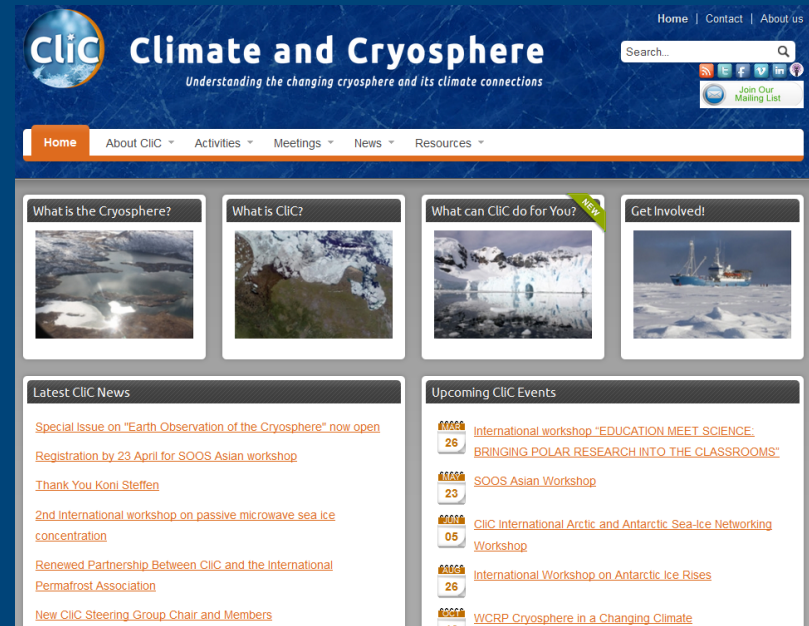 Home | Contact | About us
CliC
Climate and Cryosphere
Understanding the changing cryosphere and its climate connections
Search...
Join Our
Mailing List
Home
About CliC
Activities
Meetings
News
Resources
What is the Cryosphere?
What is CliC?
What can CliC do for You?
NEW
Get Involved!
Latest CliC News
Special Issue on "Earth Observation of the Cryosphere" now open
Registration by 23 April for SOOS Asian workshop
Thank You Koni Steffen
2nd International workshop on passive microwave sea ice
concentration
Renewed Partnership Between CliC and the International
Permafrost Association
New CliC Steering Group Chair and Members
Upcoming CliC Events
MAR
26
International workshop "EDUCATION MEET SCIENCE:
BRINGING POLAR RESEARCH INTO THE CLASSROOMS"
MAY
23
SOOS Asian Workshop
JUN
05
CliC International Arctic and Antarctic Sea-Ice Networking
Workshop
AUG
26
International Workshop on Antarctic Ice Rises
OCT
WCRP Cryosphere in a Changing Climate